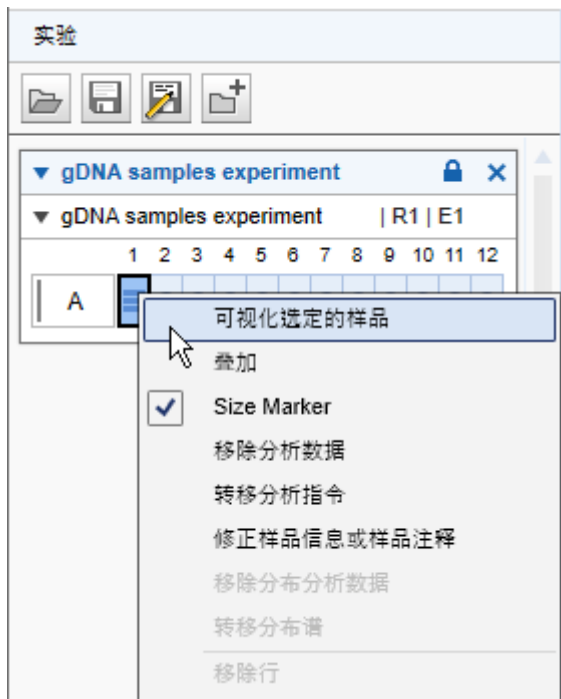 实验
gDNA samples experiment
gDNA samples experiment | R1 | E1
1 2 3 4 5 6 7 8 9 10 11 12
A
可视化选定的样品
叠加
Size Marker
移除分析数据
转移分析指令
修正样品信息或样品注释
移除分布分析数据
转移分布谱
移除行